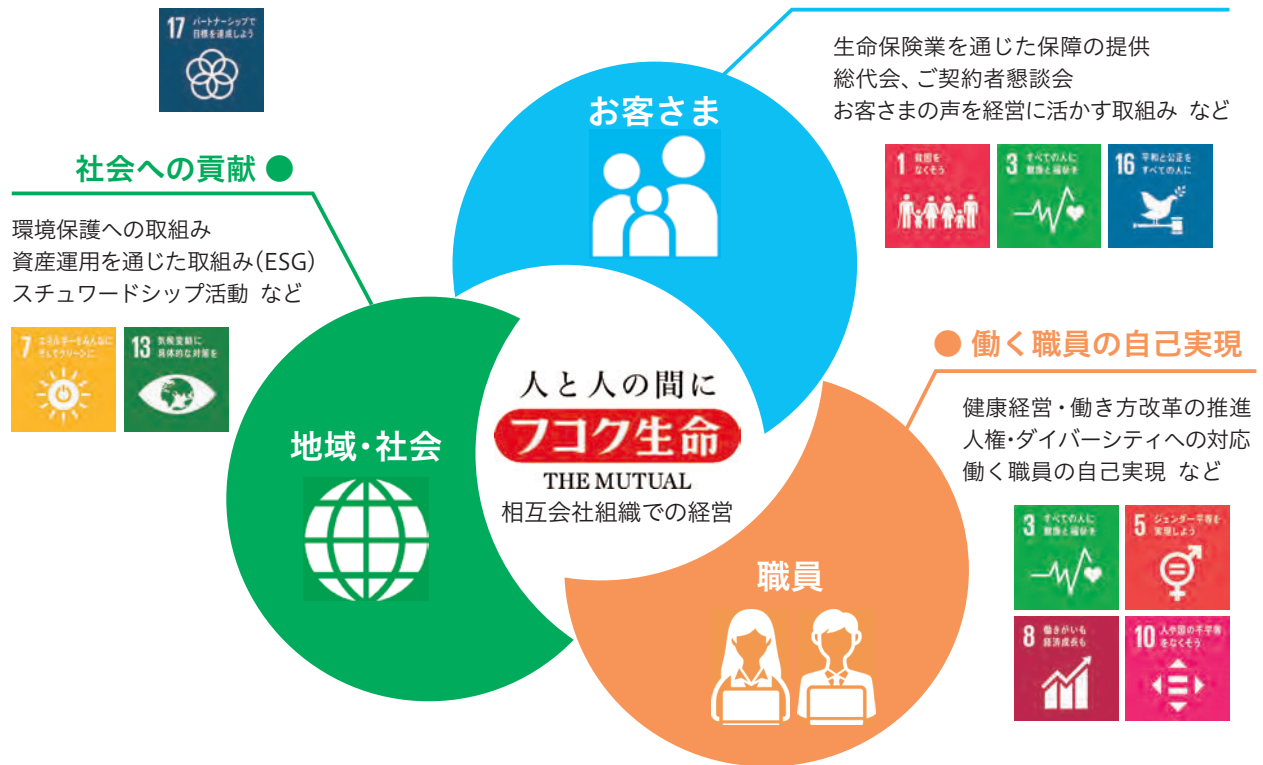 17 パートナーシップで
目標を達成しよう
お客さま
生命保険業を通じた保障の提供
総代会、ご契約者懇談会
お客さまの声を経営に活かす取組み など
1 貧困を
なくそう
3 すべての人に
健康と福祉を
16 平和と公正を
すべての人に
社会への貢献 ●
環境保護への取組み
資産運用を通じた取組み(ESG)
スチュワードシップ活動 など
7 エネルギーをみんなに
そしてクリーンに
13 気候変動に
具体的な対策を
地域・社会
人と人の間に
フコク生命
THE MUTUAL
相互会社組織での経営
● 働く職員の自己実現
健康経営・働き方改革の推進
人権・ダイバーシティへの対応
働く職員の自己実現 など
職員
3 すべての人に
健康と福祉を
5 ジェンダー平等を
実現しよう
8 働きがいも
経済成長も
10 人や国の不平等
をなくそう